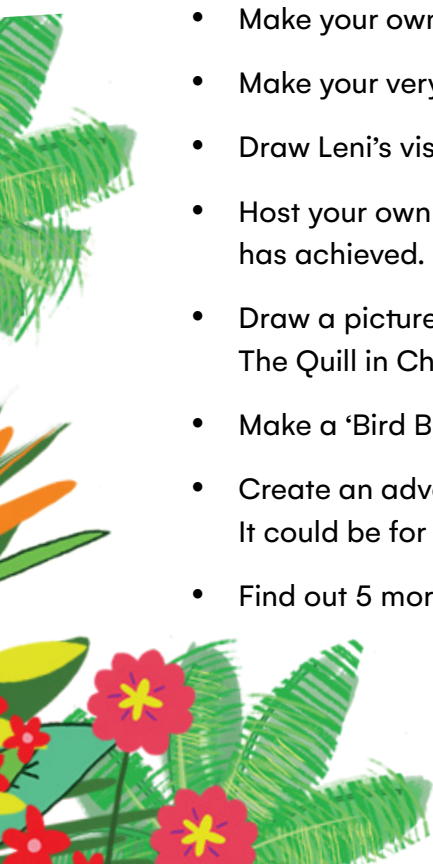 • Make your own
• Make your very
• Draw Leni's vis
• Host your own
has achieved.
• Draw a picture
The Quill in Ch
• Make a ‘Bird B
• Create an adv
It could be for
• Find out 5 mor